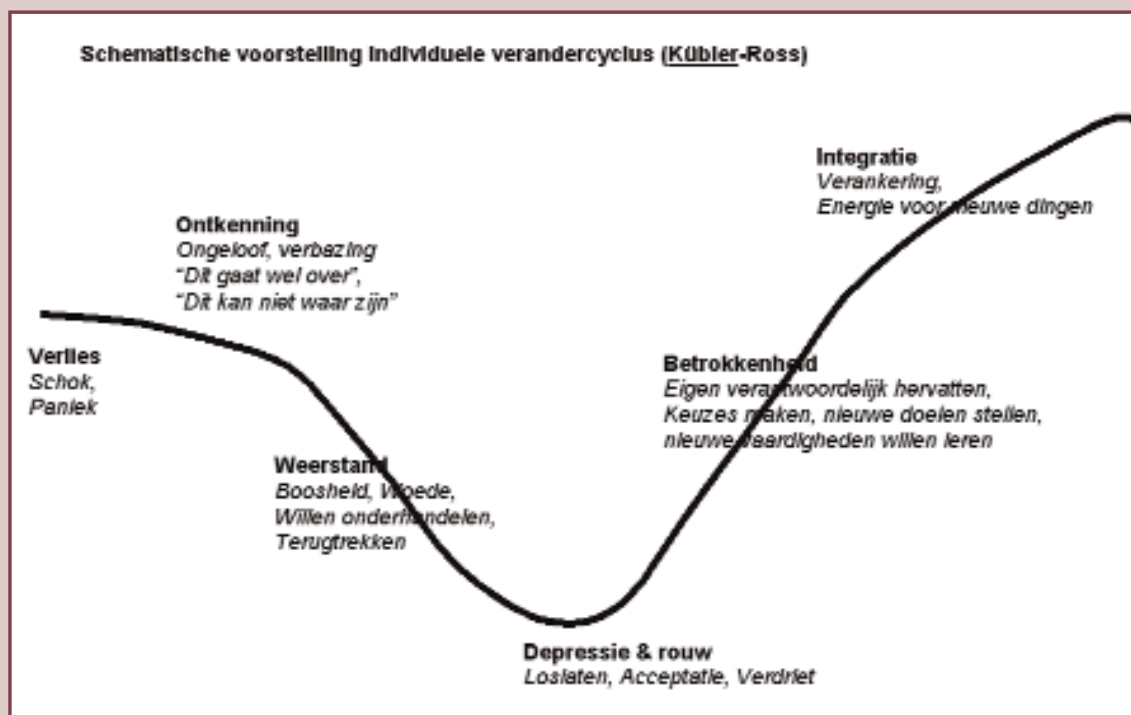 Schematische voorstelling individuele verandercyclus (Kübler-Ross)
Integratie
Verankering,
Energie voor nieuwe dingen
Ontkenning
Ongeloof, verbazing
“Dit gaat wel over”,
“Dit kan niet waar zijn”
Verlies
Schok,
Paniek
Betrokkenheid
Eigen verantwoordelijk hervatten,
Keuzes maken, nieuwe doelen stellen,
nieuwe vaardigheden willen leren
Weerstand
Boosheid, Woede,
Willen onderhandelen,
Terugtrekken
Depressie & rouw
Loslaten, Acceptatie, Verdriet